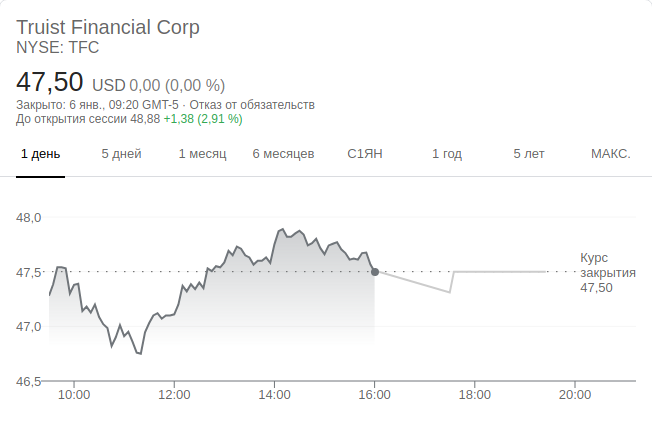 Truist Financial Corp
NYSE: TFC
47,50 USD 0,00 (0,00 %)
Закрыто: 6 янв., 09:20 GMT-5 · Отказ от обязательств
До открытия сессии 48,88 +1,38 (2,91 %)
1 день 5 дней 1 месяц 6 месяцев С1ЯН 1 год 5 лет МАКС.
48,0
47,5
47,0
46,5
Курс
закрытия
47,50
10:00 12:00 14:00 16:00 18:00 20:00